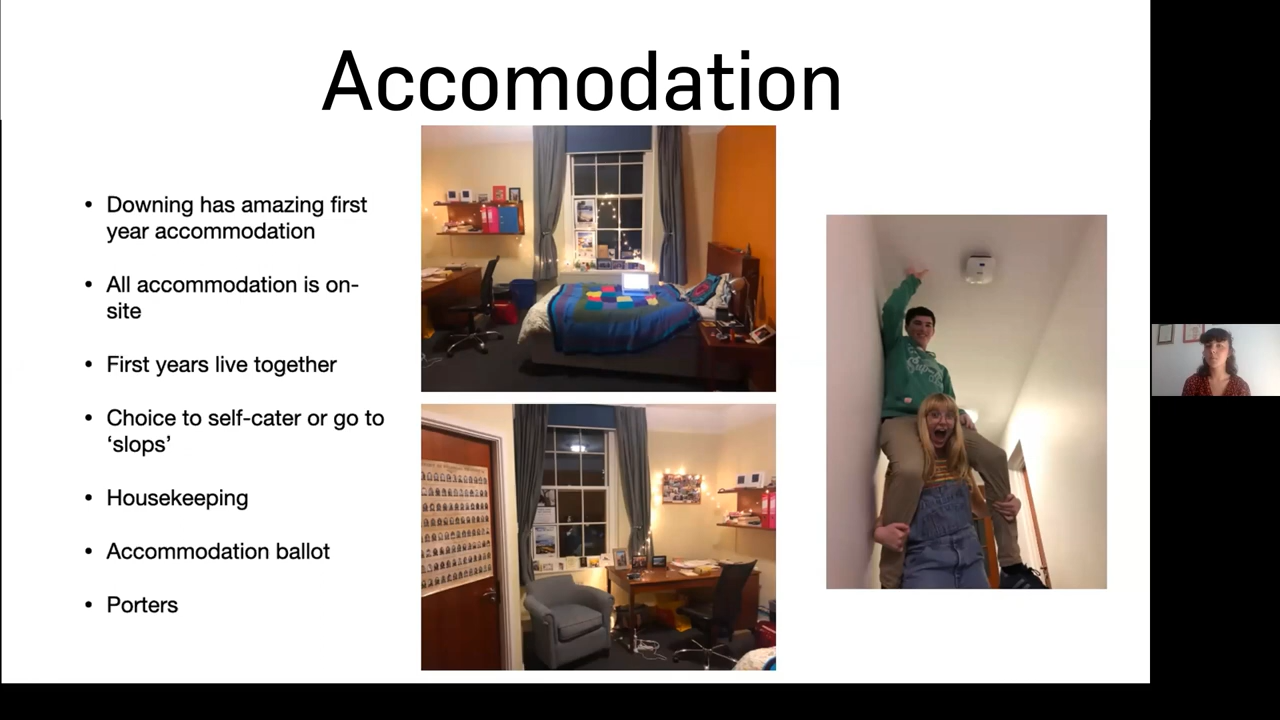 Accomodation
• Downing has amazing first
year accommodation
• All accommodation is on-
site
• First years live together
• Choice to self-cater or go to
‘slops’
• Housekeeping
• Accommodation ballot
• Porters